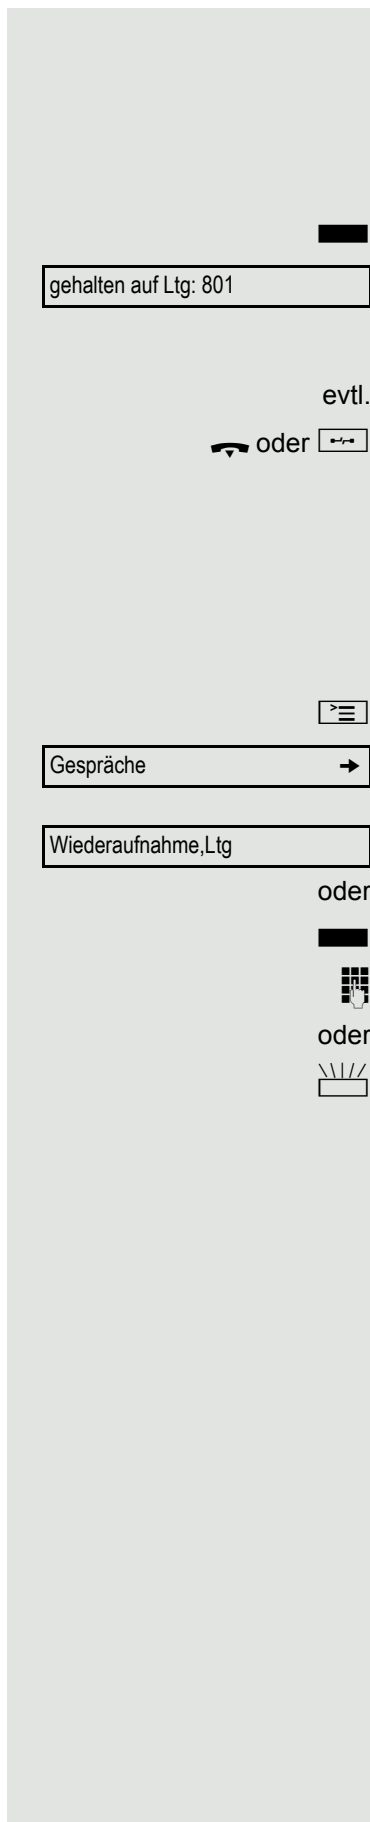 gehalten auf Ltg: 801
evtl.
oder
Gespräche
Wiederaufnahme,Ltg
oder
oder